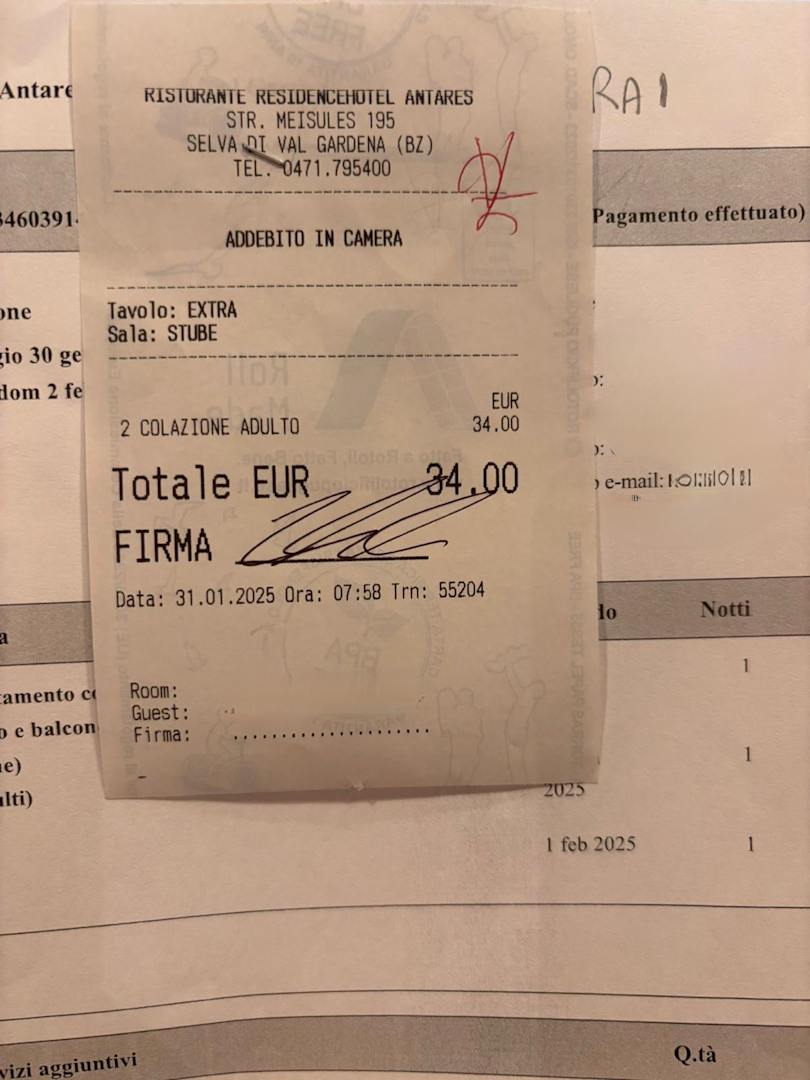 Antare
RAI
RISTORANTE RESIDENCEHOTEL ANTARES
STR. MEISULES 195
SELVA DI VAL GARDENA (BZ)
TEL. 0471.795400
3460391
Pagamento effettuato)
ADDEBITO IN CAMERA
one
Tavolo: EXTRA
Sala: STUBE
gio 30 ge
dom 2 fe
EUR
2 COLAZIONE ADULTO 34.00
Totale EUR 34.00
e-mail:
FIRMA
Data: 31.01.2025 Ora: 07:58 Trn: 55204
do Notti
a
1
tamento co
Room:
Guest:
o e balcon
Firma: .....................
1
ne)
2025
ulti)
1 feb 2025 1
vizi aggiuntivi Q.tà